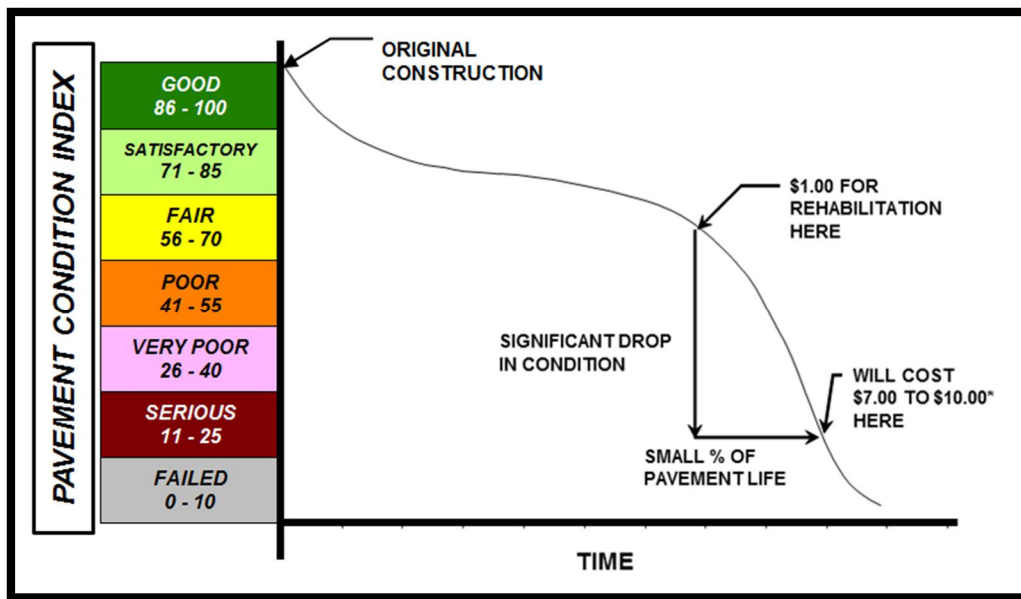 PAVEMENT CONDITION INDEX
GOOD
86 - 100
SATISFACTORY
71 - 85
FAIR
56 - 70
POOR
41 - 55
VERY POOR
26 - 40
SERIOUS
11 - 25
FAILED
0 - 10
ORIGINAL
CONSTRUCTION
$1.00 FOR
REHABILITATION
HERE
SIGNIFICANT DROP
IN CONDITION
WILL COST
$7.00 TO $10.00*
HERE
SMALL % OF
PAVEMENT LIFE
TIME